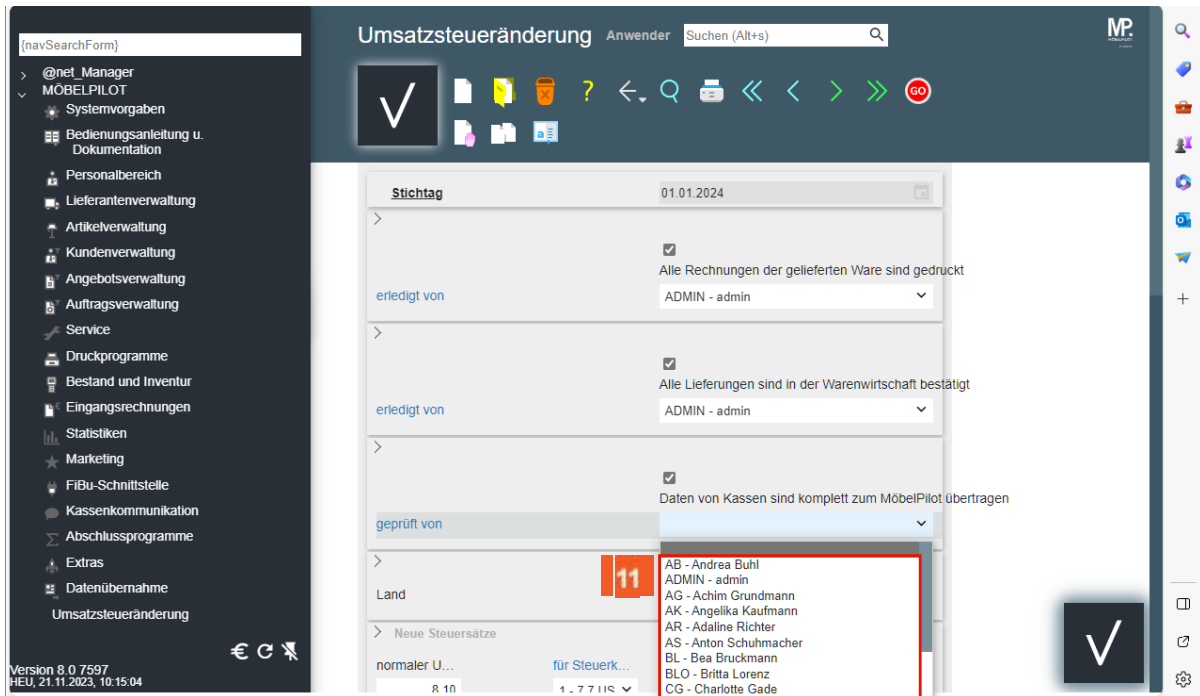 {navSearchForm}
@net_Manager
MÖBELPILOT
Systemvorgaben
Bedienungsanleitung u.
Dokumentation
Personalbereich
Lieferantenverwaltung
Artikelverwaltung
Kundenverwaltung
Angebotsverwaltung
Auftragsverwaltung
Service
Druckprogramme
Bestand und Inventur
Eingangsrechnungen
Statistiken
Marketing
FiBu-Schnittstelle
Kassenkommunikation
Abschlussprogramme
Extras
Datenübernahme
Umsatzsteueränderung
Version 8.0 7597
HEU, 21.11.2023, 10:15:04
Umsatzsteueränderung Anwender Suchen (Alt+s)
MP.
GO
Stichtag 01.01.2024
Alle Rechnungen der gelieferten Ware sind gedruckt
erledigt von ADMIN - admin
Alle Lieferungen sind in der Warenwirtschaft bestätigt
erledigt von ADMIN - admin
Daten von Kassen sind komplett zum MöbelPilot übertragen
geprüft von
11
Land
AB - Andrea Buhl
ADMIN - admin
AG - Achim Grundmann
AK - Angelika Kaufmann
AR - Adaline Richter
AS - Anton Schuhmacher
BL - Bea Bruckmann
BLO - Britta Lorenz
CG - Charlotte Gade
Neue Steuersätze
normaler U... für Steuerk...
8,10 1 - 7,7 US